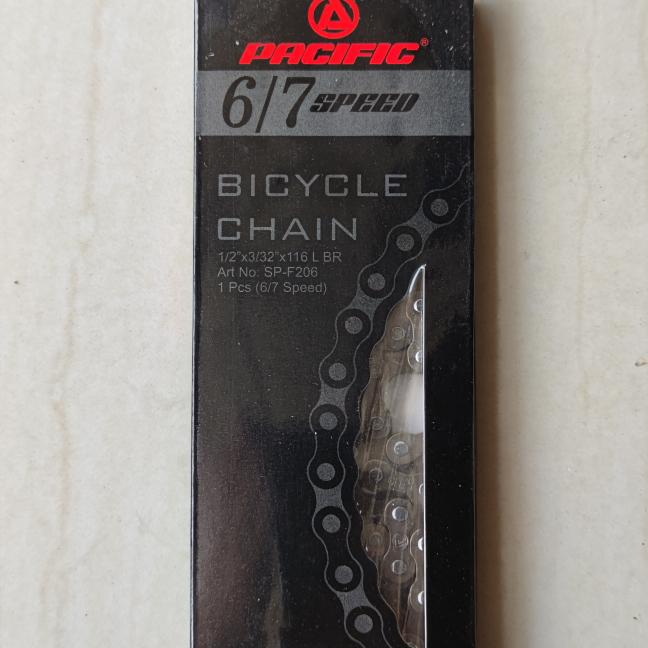 PACIFIC®
6/7 SPEED
BICYCLE
CHAIN
1/2"x3/32"x116 L BR
Art No: SP-F206
1 Pcs (6/7 Speed)